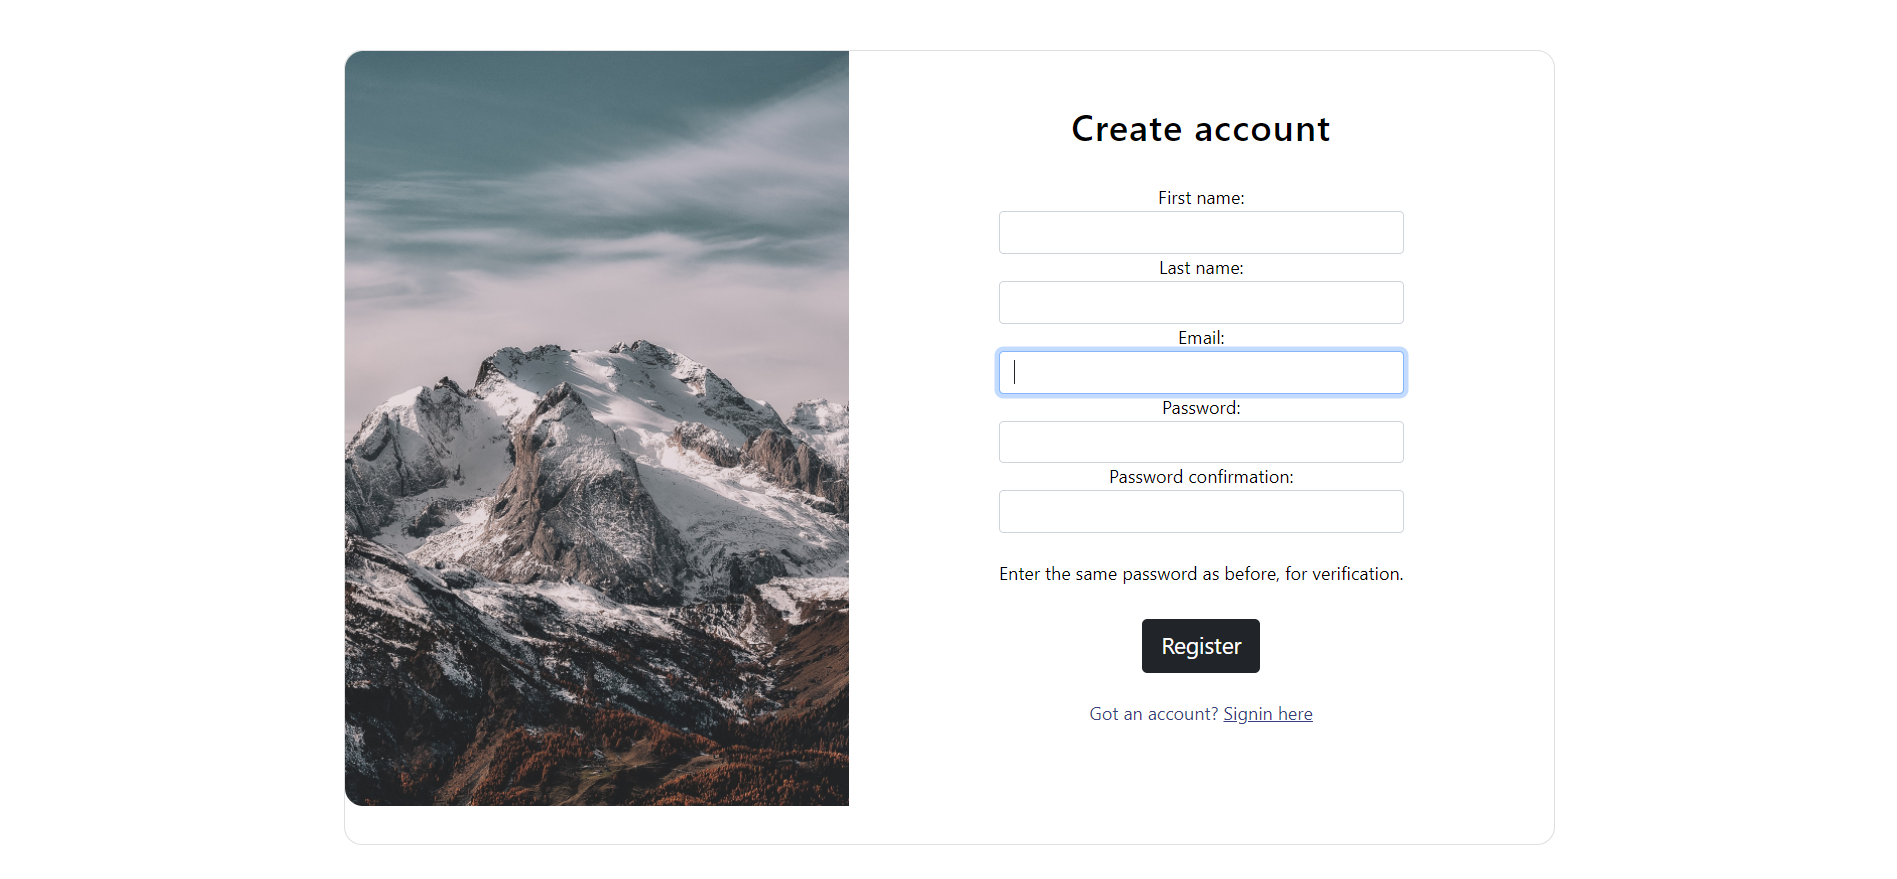 Create account
First name:
Last name:
Email:
Password:
Password confirmation:
Enter the same password as before, for verification.
Register
Got an account? Signin here